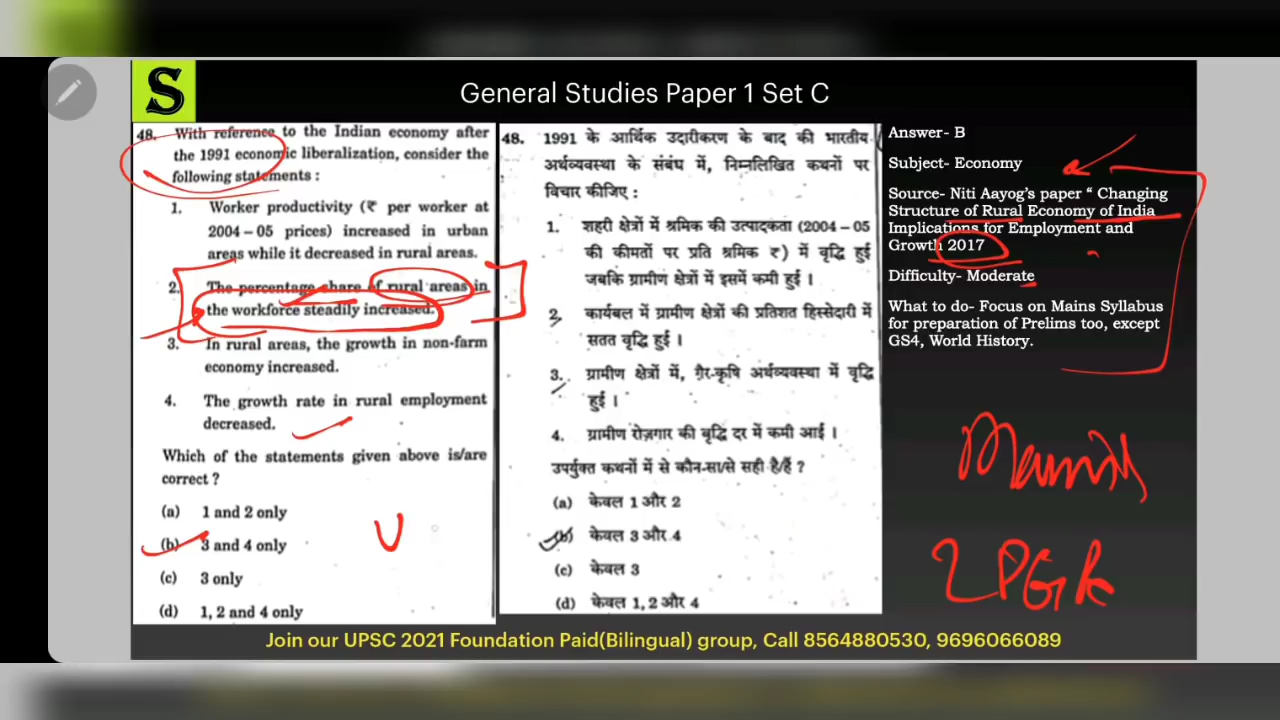 S
General Studies Paper 1 Set C
48. With reference to the Indian economy after
the 1991 economic liberalization, consider the
following statements :
1. Worker productivity (₹ per worker at
2004-05 prices) increased in urban
areas while it decreased in rural areas.
2. The percentage share of rural areas in
the workforce steadily increased.
3. In rural areas, the growth in non-farm
economy increased.
4. The growth rate in rural employment
decreased.
Which of the statements given above is/are
correct ?
(a) 1 and 2 only
(b) 3 and 4 only
(c) 3 only
(d) 1, 2 and 4 only
48. 1991 के आर्थिक उदारीकरण के बाद की भारतीय
अर्थव्यवस्था के संबंध में, निम्नलिखित कथनों पर
विचार कीजिए :
1. शहरी क्षेत्रों में श्रमिक की उत्पादकता (2004-05
की कीमतों पर प्रति श्रमिक ₹) में वृद्धि हुई
जबकि ग्रामीण क्षेत्रों में इसमें कमी हुई ।
2. कार्यबल में ग्रामीण क्षेत्रों की प्रतिशत हिस्सेदारी में
सतत वृद्धि हुई ।
3. ग्रामीण क्षेत्रों में, ग़ैर-कृषि अर्थव्यवस्था में वृद्धि
हुई ।
4. ग्रामीण रोज़गार की वृद्धि दर में कमी आई ।
उपर्युक्त कथनों में से कौन-सा/से सही है/हैं ?
(a) केवल 1 और 2
(b) केवल 3 और 4
(c) केवल 3
(d) केवल 1, 2 और 4
Answer- B
Subject- Economy
Source- Niti Aayog's paper “ Changing
Structure of Rural Economy of India
Implications for Employment and
Growth 2017
Difficulty- Moderate
What to do- Focus on Mains Syllabus
for preparation of Prelims too, except
GS4, World History.
Join our UPSC 2021 Foundation Paid(Bilingual) group, Call 8564880530, 9696066089